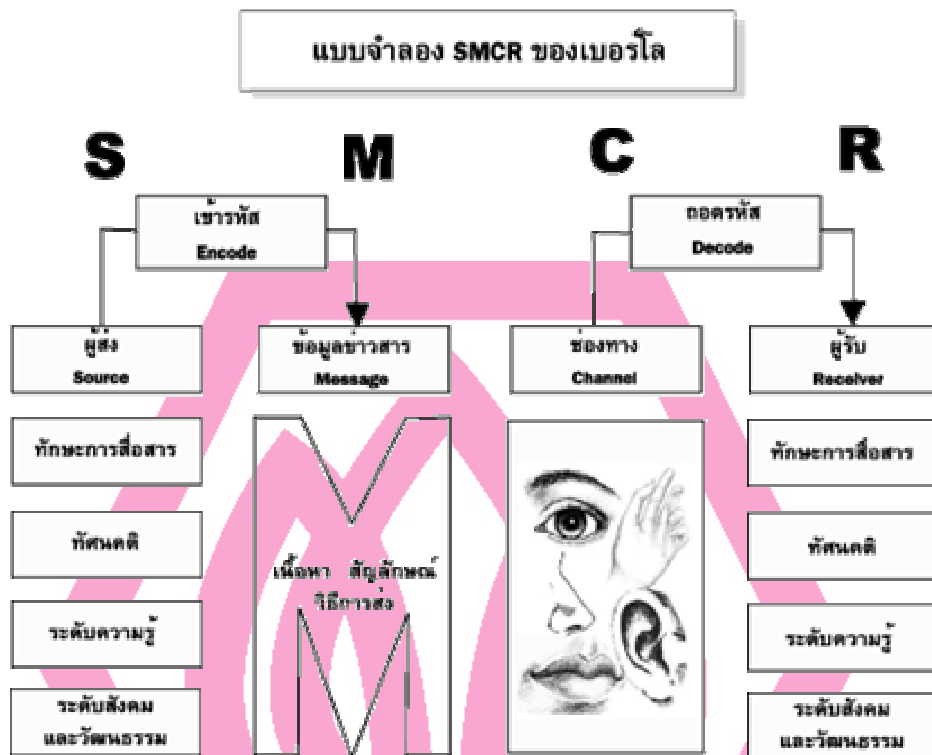 แบบจำลอง SMCR ของเบอร์โล
S M C R
เข้ารหัส
Encode
ถอดรหัส
Decode
ผู้ส่ง
Source
ข้อมูลข่าวสาร
Message
ช่องทาง
Channel
ผู้รับ
Receiver
ทักษะการสื่อสาร
ทัศนคติ
ระดับความรู้
ระดับสังคม
และวัฒนธรรม
เนื้อหา สัญลักษณ์
วิธีการส่ง
ทักษะการสื่อสาร
ทัศนคติ
ระดับความรู้
ระดับสังคม
และวัฒนธรรม